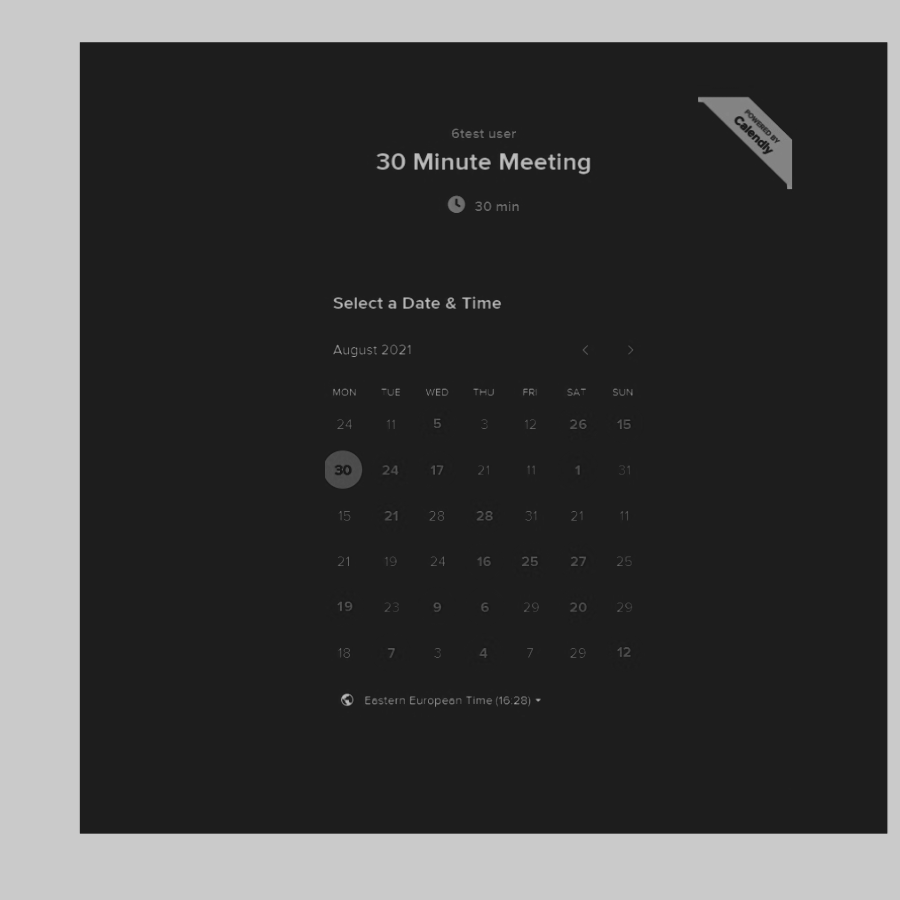 POWERED BY
Calendly
6test user
30 Minute Meeting
30 min
Select a Date & Time
August 2021
MON TUE WED THU FRI SAT SUN
24 11 5 3 12 26 15
30 24 17 21 11 1 31
15 21 28 28 31 21 11
21 19 24 16 25 27 25
19 23 9 6 29 20 29
18 7 3 4 7 29 12
Eastern European Time (16:28)